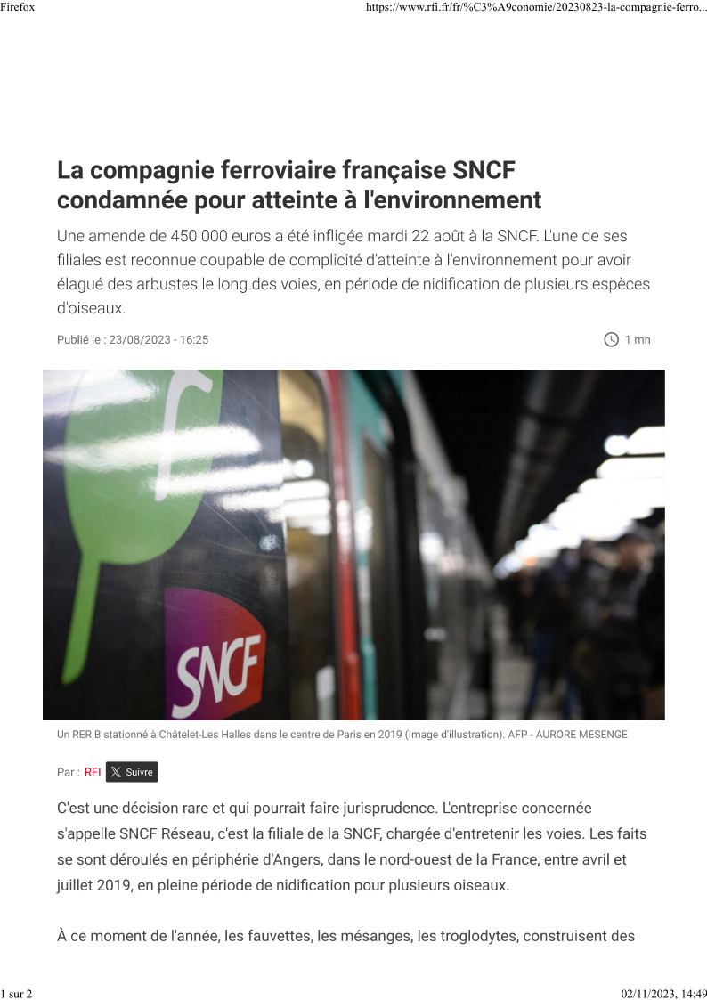 Firefox
https://www.rfi.fr/fr/%C3%A9conomie/20230823-la-compagnie-ferro...
La compagnie ferroviaire française SNCF
condamnée pour atteinte à l'environnement
Une amende de 450 000 euros a été infligée mardi 22 août à la SNCF. L'une de ses
filiales est reconnue coupable de complicité d'atteinte à l'environnement pour avoir
élagué des arbustes le long des voies, en période de nidification de plusieurs espèces
d'oiseaux.
Publié le : 23/08/2023 - 16:25
1 mn
SNCF
Un RER B stationné à Châtelet-Les Halles dans le centre de Paris en 2019 (Image d'illustration). AFP - AURORE MESENGE
Par : RFI X Suivre
C'est une décision rare et qui pourrait faire jurisprudence. L'entreprise concernée
s'appelle SNCF Réseau, c'est la filiale de la SNCF, chargée d'entretenir les voies. Les faits
se sont déroulés en périphérie d'Angers, dans le nord-ouest de la France, entre avril et
juillet 2019, en pleine période de nidification pour plusieurs oiseaux.
À ce moment de l'année, les fauvettes, les mésanges, les troglodytes, construisent des
1 sur 2
02/11/2023, 14:49